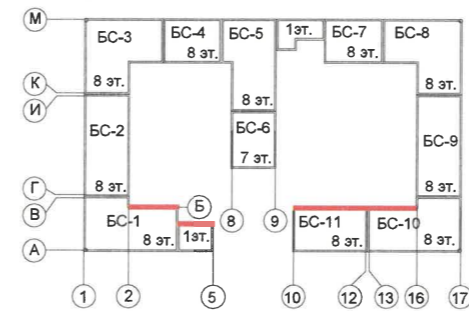 М
БС-3
БС-4
8 эт.
БС-5
1эт.
БС-7
8 эт.
БС-8
К
8 эт.
8 эт.
8 эт.
И
БС-2
БС-6
БС-9
7 эт.
Г
8 эт.
8 эт.
В
Б
8
9
БС-1
1эт.
БС-11
БС-10
А
8 эт.
8 эт.
8 эт.
1
2
5
10
12
13
16
17